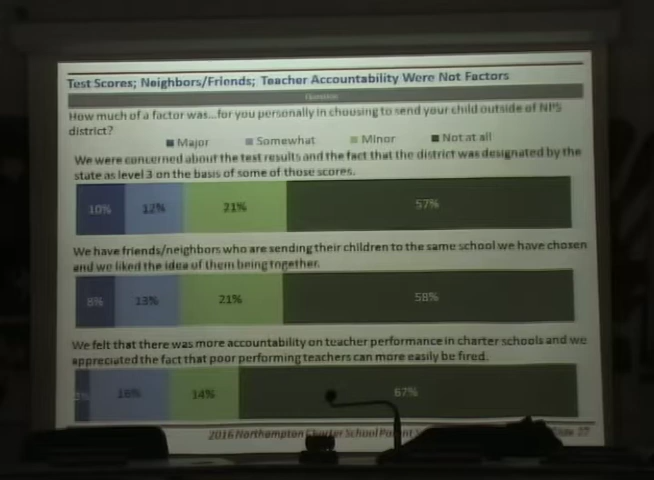 Test Scores; Neighbors/Friends; Teacher Accountability Were Not Factors
How much of a factor was...for you personally in choosing to send your child outside of NPS
district?
Major Somewhat Minor Not at all
We were concerned about the test results and the fact that the district was designated by the
state as level 3 on the basis of some of those scores.
10% 12% 21% 57%
We have friends/neighbors who are sending their children to the same school we have chosen
and we liked the idea of them being together.
8% 13% 21% 58%
We felt that there was more accountability on teacher performance in charter schools and we
appreciated the fact that poor performing teachers can more easily be fired.
16% 14% 67%
2016 Northampton Charter School Parent
Slide 27